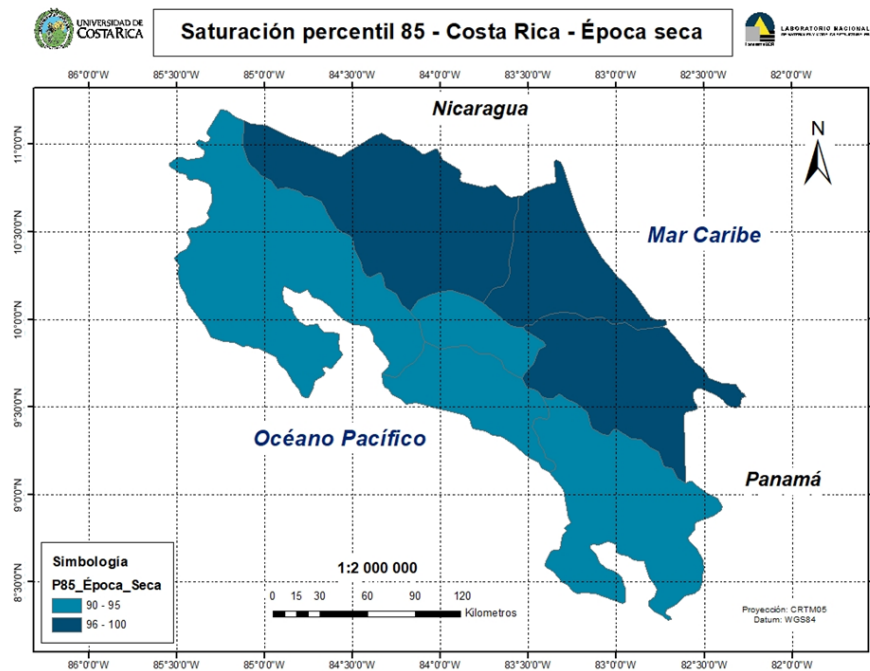 UNIVERSIDAD DE
COSTA RICA
Saturación percentil 85 - Costa Rica - Época seca
LABORATORIO NACIONAL
86°0'0"W 85°30'0"W 85°0'0"W 84°30'0"W 84°0'0"W 83°30'0"W 83°0'0"W 82°30'0"W 82°0'0"W
Nicaragua
N
11°0'0"N
10°30'0"N
Mar Caribe
10°0'0"N
9°30'0"N
Océano Pacífico
Panamá
9°0'0"N
8°30'0"N
Simbología
P85_Época_Seca
90 - 95
96 - 100
1:2 000 000
0 15 30 60 90 120
Kilometros
Proyección: CRTM05
Datum: WGS84
86°0'0"W 85°30'0"W 85°0'0"W 84°30'0"W 84°0'0"W 83°30'0"W 83°0'0"W 82°30'0"W 82°0'0"W